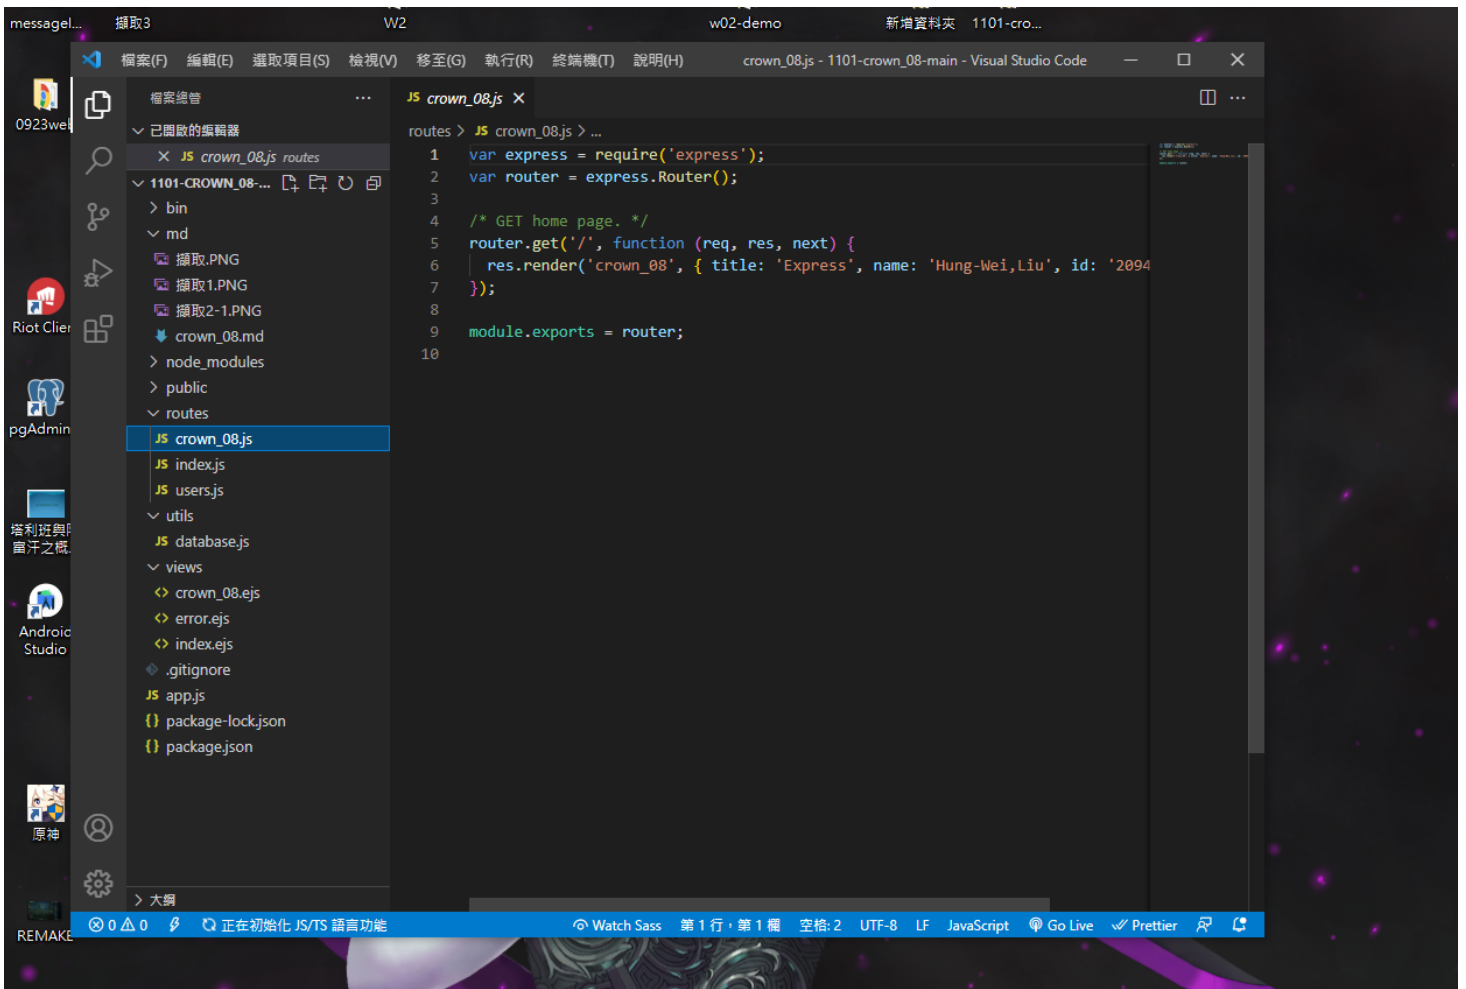 messagel...
擷取3
W2
w02-demo
新增資料夾
1101-cro...
檔案(F) 編輯(E) 選取項目(S) 檢視(V) 移至(G) 執行(R) 終端機(T) 說明(H)
crown_08.js - 1101-crown_08-main - Visual Studio Code
0923wel
Riot Clier
pgAdmin
塔利班與
富汗之概.
Android
Studio
原神
REMAKE
檔案總管 ...
已開啟的編輯器
JS crown_08.js routes
1101-CROWN_08-...
bin
md
擷取.PNG
擷取1.PNG
擷取2-1.PNG
crown_08.md
node_modules
public
routes
JS crown_08.js
JS index.js
JS users.js
utils
JS database.js
views
<> crown_08.ejs
<> error.ejs
<> index.ejs
.gitignore
JS app.js
{} package-lock.json
{} package.json
大綱
JS crown_08.js
routes > JS crown_08.js > ...
1 var express = require('express');
2 var router = express.Router();
3
4 /* GET home page. */
5 router.get('/', function (req, res, next) {
6 res.render('crown_08', { title: 'Express', name: 'Hung-Wei,Liu', id: '2094
7 });
8
9 module.exports = router;
10
0 0 正在初始化 JS/TS 語言功能
Watch Sass 第 1 行，第 1 欄 空格: 2 UTF-8 LF JavaScript Go Live Prettier